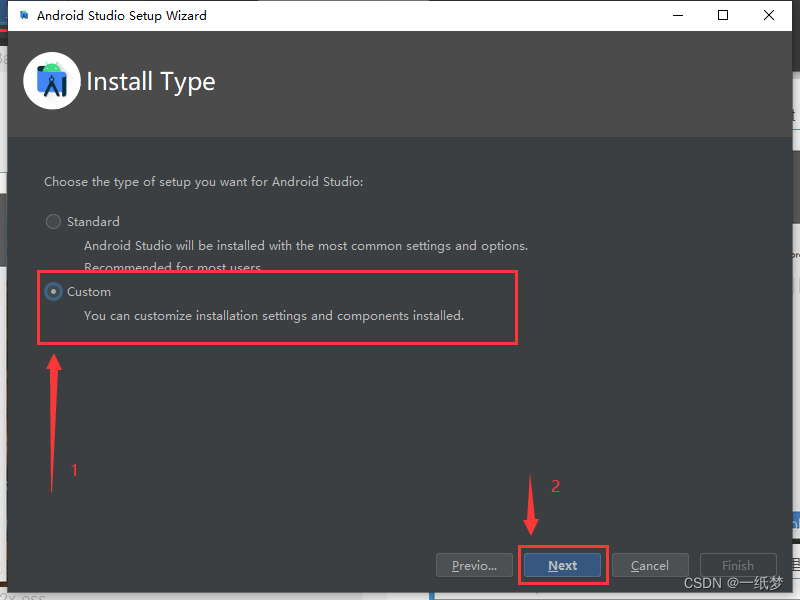 Android Studio Setup Wizard
Install Type
Choose the type of setup you want for Android Studio:
Standard
Android Studio will be installed with the most common settings and options.
Recommended for most users.
Custom
You can customize installation settings and components installed.
1
2
Previo...
Next
Cancel
Finish
CSDN @一纸梦